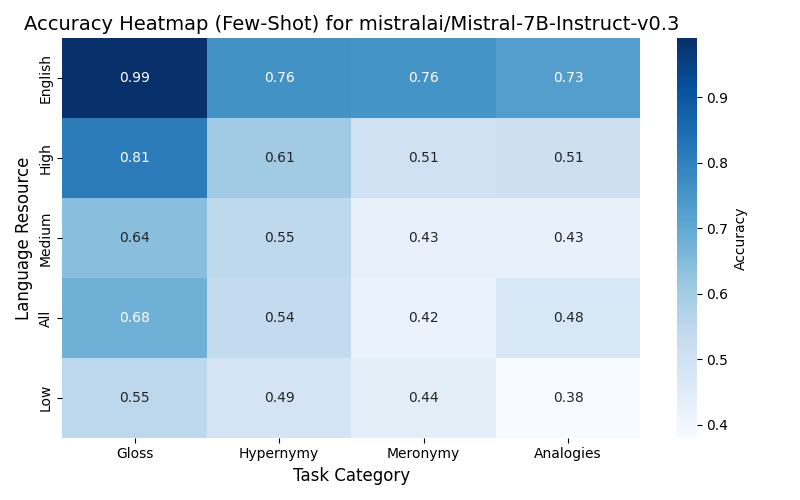 Accuracy Heatmap (Few-Shot) for mistralai/Mistral-7B-Instruct-v0.3
Language Resource
English
0.99 0.76 0.76 0.73
High
0.81 0.61 0.51 0.51
Medium
0.64 0.55 0.43 0.43
All
0.68 0.54 0.42 0.48
Low
0.55 0.49 0.44 0.38
Gloss Hypernymy Meronymy Analogies
Task Category
0.9
0.8
0.7
0.6
0.5
0.4
Accuracy